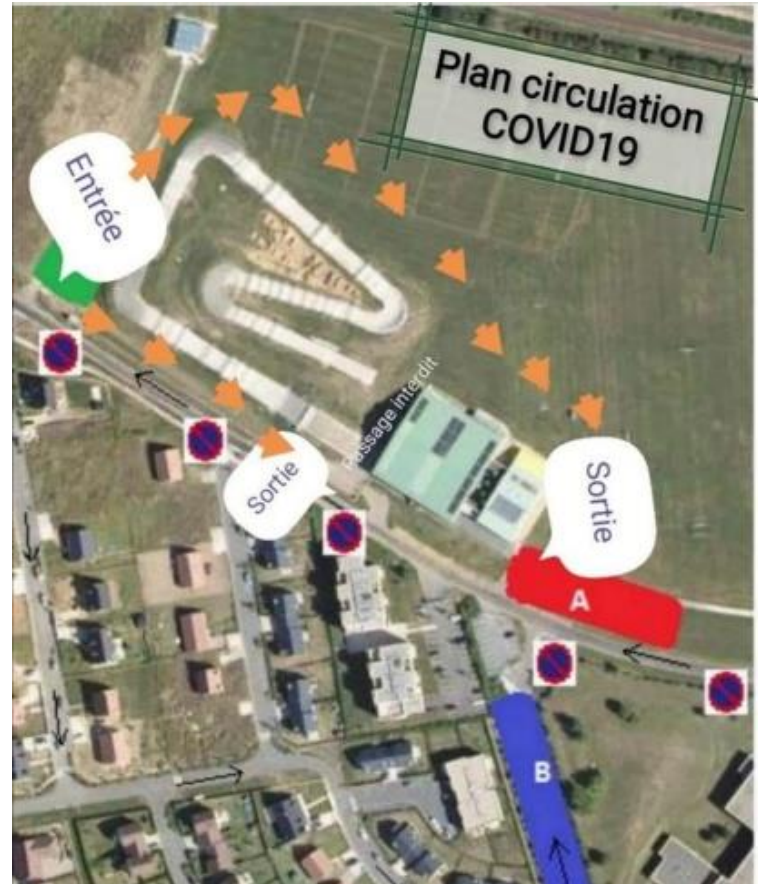 Plan circulation
COVID19
Entrée
Passage interdit
Sortie
Sortie
A
B